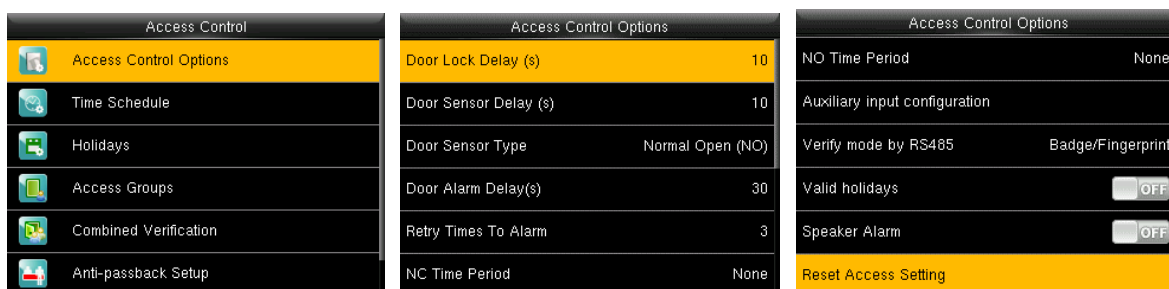 Access Control
Access Control Options
Time Schedule
Holidays
Access Groups
Combined Verification
Anti-passback Setup
Access Control Options
Door Lock Delay (s) 10
Door Sensor Delay (s) 10
Door Sensor Type Normal Open (NO)
Door Alarm Delay(s) 30
Retry Times To Alarm 3
NC Time Period None
Access Control Options
NO Time Period None
Auxiliary input configuration
Verify mode by RS485 Badge/Fingerprint
Valid holidays OFF
Speaker Alarm OFF
Reset Access Setting